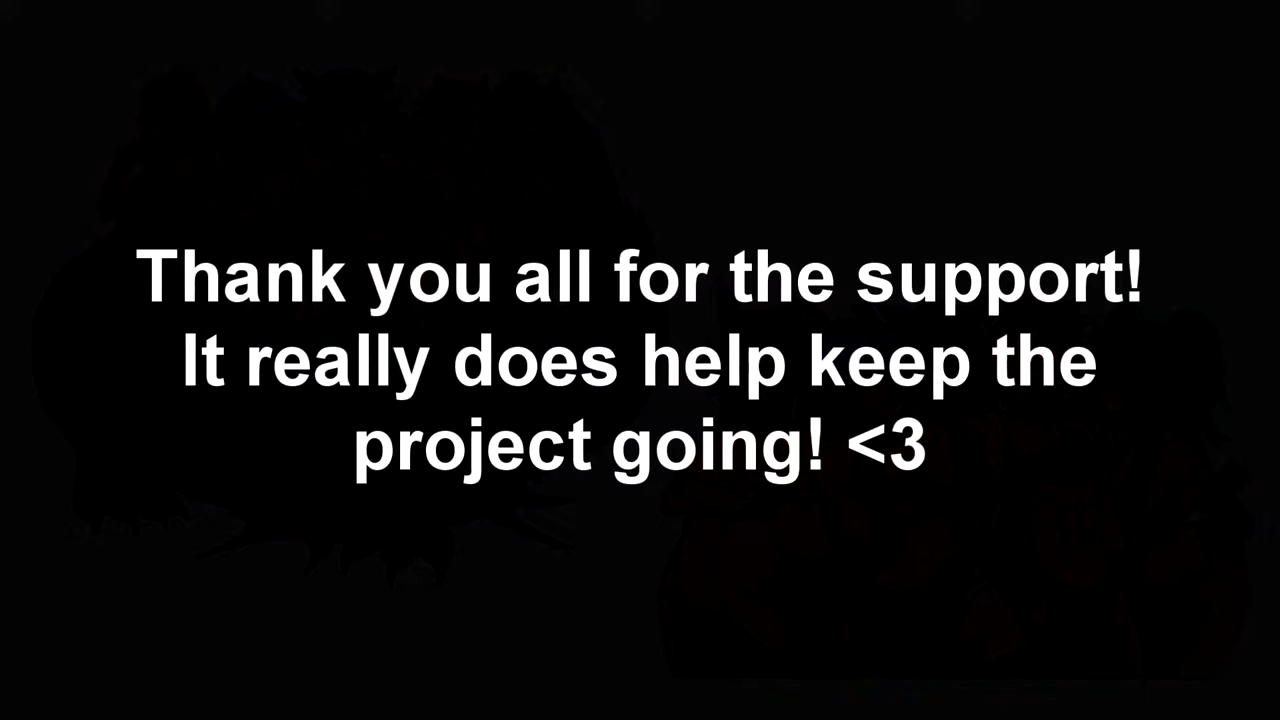 Thank you all for the support!
It really does help keep the
project going! <3